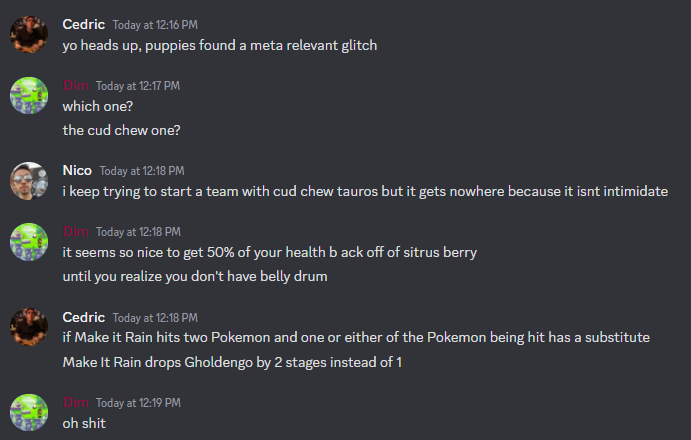 Cedric Today at 12:16 PM
yo heads up, puppies found a meta relevant glitch
Dim Today at 12:17 PM
which one?
the cud chew one?
Nico Today at 12:18 PM
i keep trying to start a team with cud chew tauros but it gets nowhere because it isnt intimidate
Dim Today at 12:18 PM
it seems so nice to get 50% of your health b ack off of sitrus berry
until you realize you don't have belly drum
Cedric Today at 12:18 PM
if Make it Rain hits two Pokemon and one or either of the Pokemon being hit has a substitute
Make It Rain drops Gholdengo by 2 stages instead of 1
Dim Today at 12:19 PM
oh shit